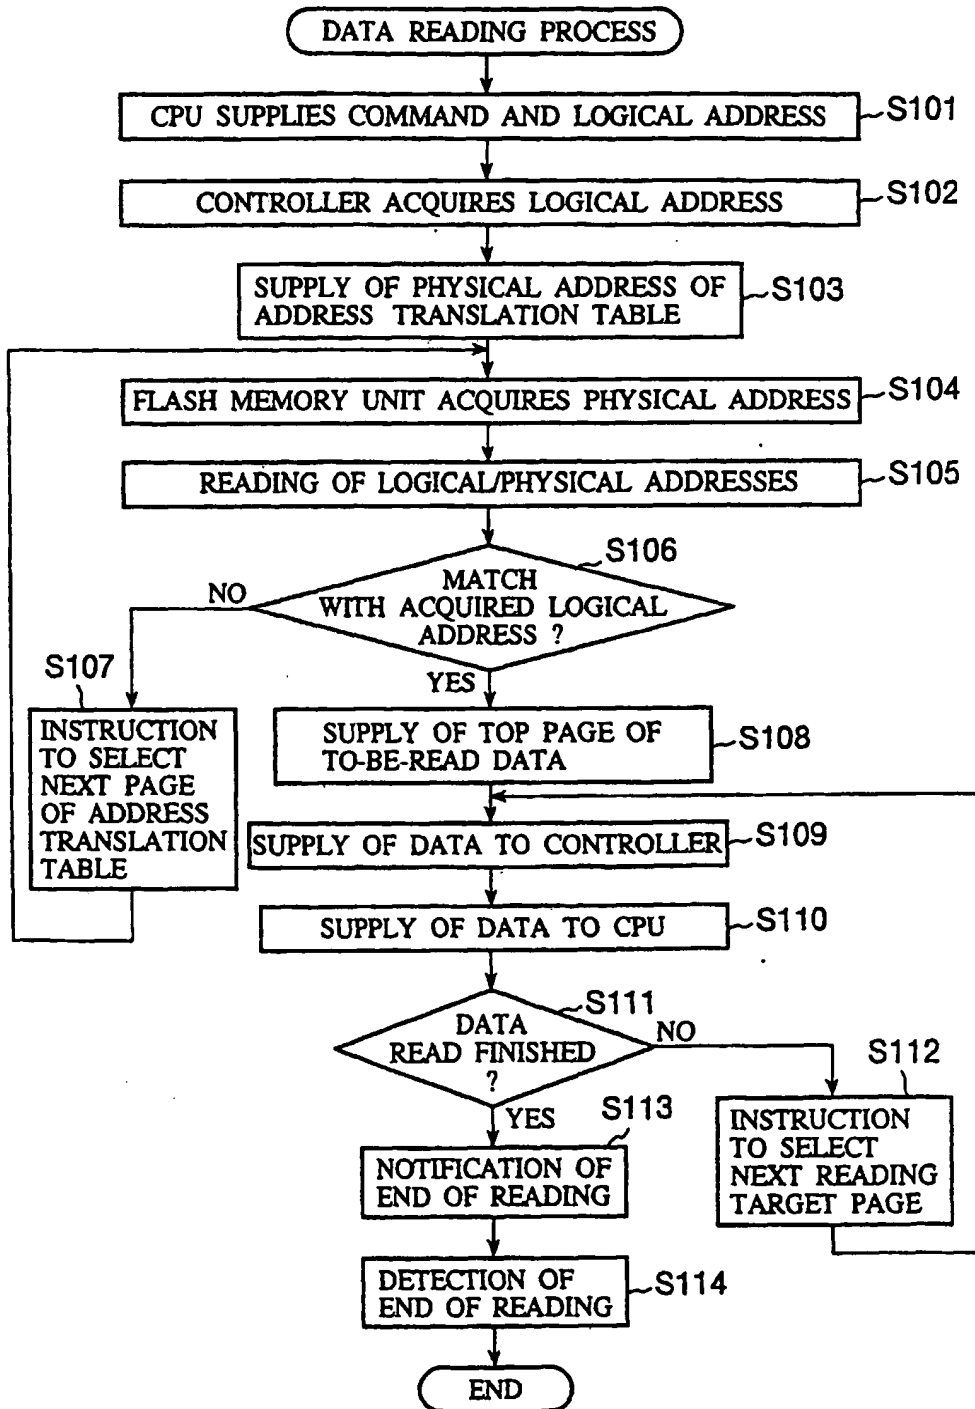 DATA READING PROCESS
CPU SUPPLIES COMMAND AND LOGICAL ADDRESS
S101
CONTROLLER ACQUIRES LOGICAL ADDRESS
S102
SUPPLY OF PHYSICAL ADDRESS OF
ADDRESS TRANSLATION TABLE
S103
FLASH MEMORY UNIT ACQUIRES PHYSICAL ADDRESS
S104
READING OF LOGICAL/PHYSICAL ADDRESSES
S105
S106
MATCH
WITH ACQUIRED LOGICAL
ADDRESS ?
NO
YES
S107
INSTRUCTION
TO SELECT
NEXT PAGE
OF ADDRESS
TRANSLATION
TABLE
SUPPLY OF TOP PAGE OF
TO-BE-READ DATA
S108
SUPPLY OF DATA TO CONTROLLER
S109
SUPPLY OF DATA TO CPU
S110
S111
DATA
READ FINISHED
?
NO
YES
S112
INSTRUCTION
TO SELECT
NEXT READING
TARGET PAGE
S113
NOTIFICATION OF
END OF READING
DETECTION OF
END OF READING
S114
END